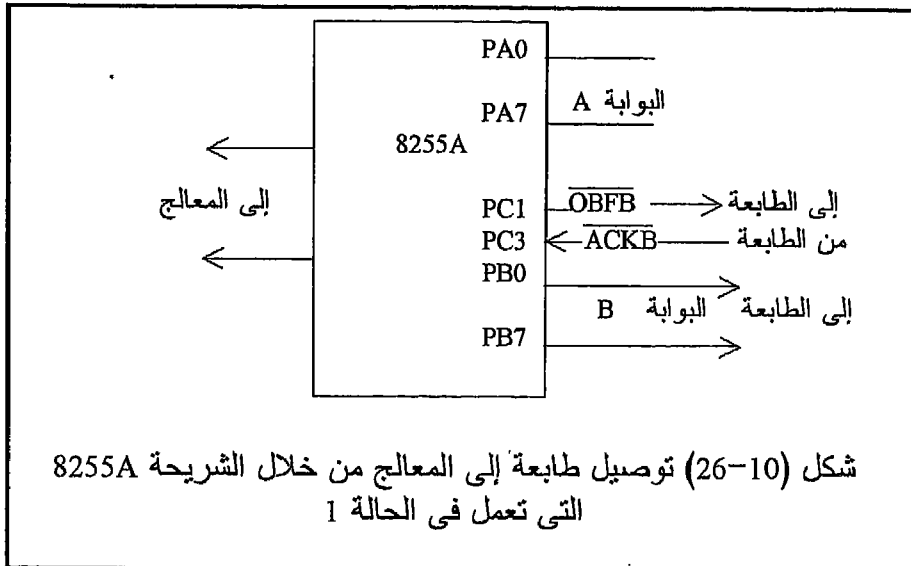 PA0
PA7
البوابة A
8255A
إلى المعالج
PC1
OBFB
إلى الطابعة
PC3
ACKB
من الطابعة
PB0
البوابة B
إلى الطابعة
PB7
شكل (10-26) توصيل طابعة إلى المعالج من خلال الشريحة 8255A
التى تعمل فى الحالة 1